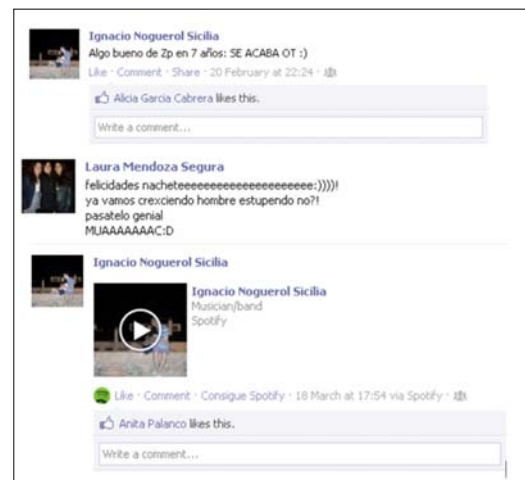 Ignacio Noguerol Sicilia
Algo bueno de Zp en 7 años: SE ACABA OT :)
Like · Comment · Share · 20 February at 22:24 ·
Alicia Garcia Cabrera likes this.
Write a comment...
Laura Mendoza Segura
felicidades nacheteeeeeeeeeeeeeeeeeeeeee:))))!
ya vamos crexciendo hombre estupendo no?!
pasatelo genial
MUAAAAAAAC:D
Ignacio Noguerol Sicilia
Ignacio Noguerol Sicilia
Musician/band
Spotify
Like · Comment · Consigue Spotify · 18 March at 17:54 via Spotify ·
Anita Palanco likes this.
Write a comment...